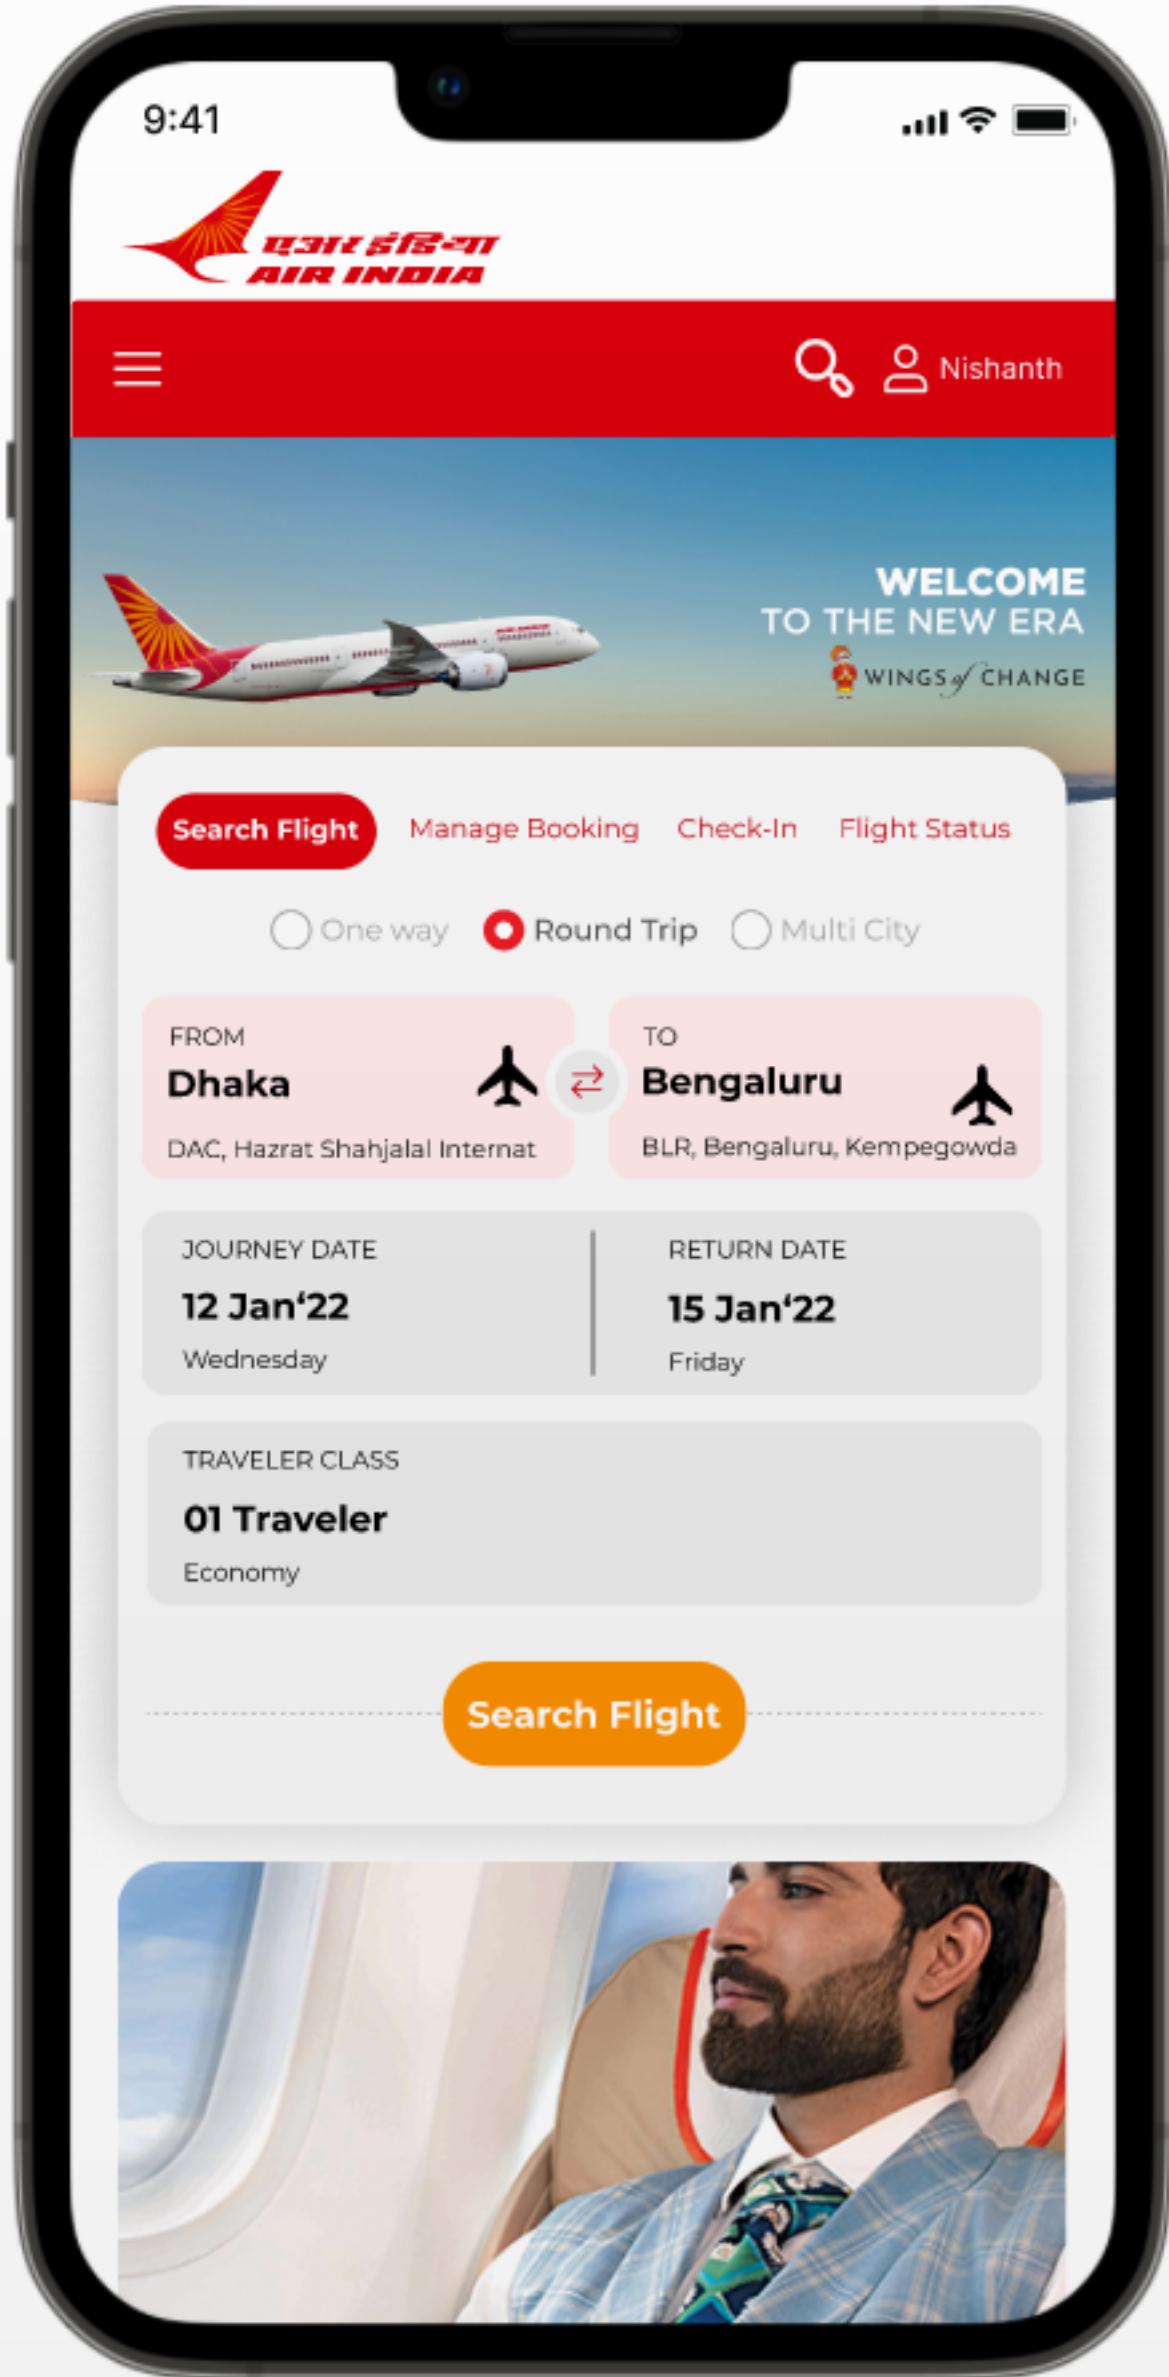 9:41
एअर इंडिया
AIR INDIA
Nishanth
WELCOME
TO THE NEW ERA
WINGS of CHANGE
Search Flight Manage Booking Check-In Flight Status
One way Round Trip Multi City
FROM
Dhaka
DAC, Hazrat Shahjalal Internat
TO
Bengaluru
BLR, Bengaluru, Kempegowda
JOURNEY DATE
12 Jan‘22
Wednesday
RETURN DATE
15 Jan‘22
Friday
TRAVELER CLASS
01 Traveler
Economy
Search Flight